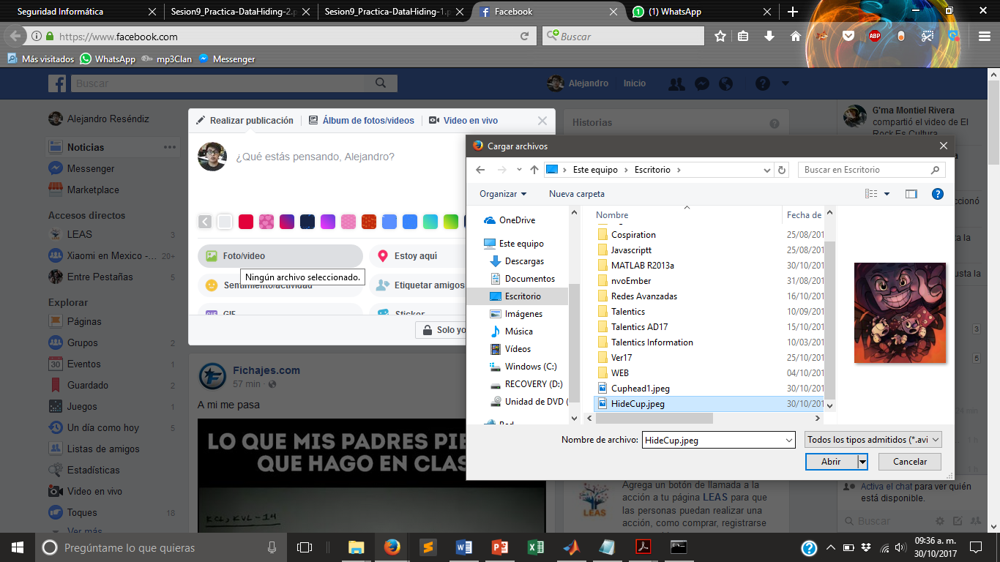 Seguridad Informática
Sesion9_Practica-DataHiding-2.p
Sesion9_Practica-DataHiding-1.p
Facebook
(1) WhatsApp
https://www.facebook.com
Buscar
ABP
Más visitados
WhatsApp
mp3Clan
Messenger
Buscar
Alejandro
Inicio
Alejandro Reséndiz
Noticias
Messenger
Marketplace
Accesos directos
LEAS 3
Xiaomi en Mexico -... 20+
Entre Pestañas 5
Explorar
Páginas
Grupos 2
Eventos 1
Guardado 2
Juegos 1
Un día como hoy 5
Listas de amigos
Estadísticas
Video en vivo
Toques 18
Ver más
Realizar publicación
Álbum de fotos/videos
Video en vivo
¿Qué estás pensando, Alejandro?
Foto/video
Estoy aquí
Ningún archivo seleccionado.
Sentimiento/actividad
Etiquetar amigos
GIF
Sticker
Solo yo
Fichajes.com
57 min
A mi me pasa
LO QUE MIS PADRES PIE
QUE HAGO EN CLAS
KCL, KVL-14
Historias
G'ma Montiel Rivera
compartió el video de El
Rock Es Cultura
Cargar archivos
Este equipo
Escritorio
Buscar en Escritorio
Organizar
Nueva carpeta
OneDrive
Este equipo
Descargas
Documentos
Escritorio
Imágenes
Música
Vídeos
Windows (C:)
RECOVERY (D:)
Unidad de DVD (
Red
Nombre
Fecha de
Cospiration 25/08/201
Javascriptt 25/08/201
MATLAB R2013a 30/10/201
nvoEmber 31/08/201
Redes Avanzadas 16/10/201
Talentics 10/09/201
Talentics AD17 15/10/201
Talentics Information 10/03/201
Ver17 25/10/201
WEB 04/10/201
Cuphead1.jpeg 30/10/201
HideCup.jpeg 30/10/201
Nombre de archivo:
HideCup.jpeg
Todos los tipos admitidos (*.avi
Abrir
Cancelar
LEAS
Agrega un botón de llamada a la
acción a tu página LEAS para que
las personas puedan realizar una
acción, como comprar, registrarse
Activa el chat para ver quién
está disponible.
Buscar
Pregúntame lo que quieras
09:36 a. m.
30/10/2017